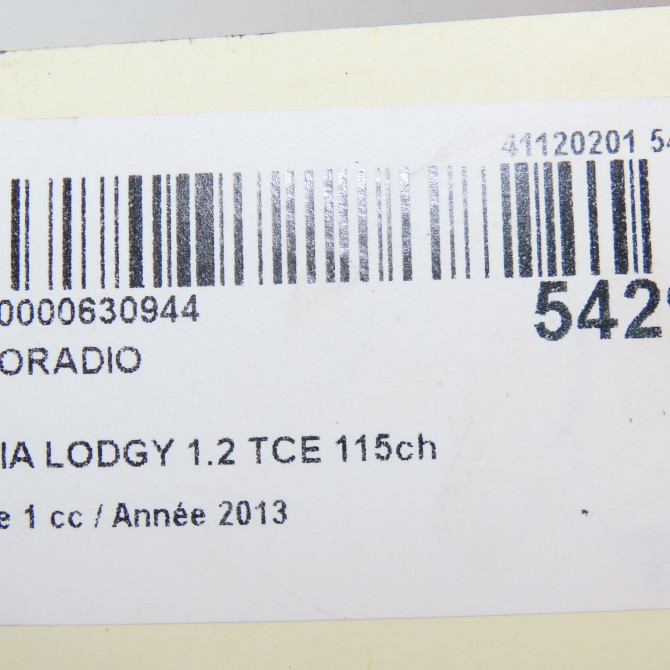 41120201 54
0000630944
542
ORADIO
IA LODGY 1.2 TCE 115ch
e 1 cc / Année 2013